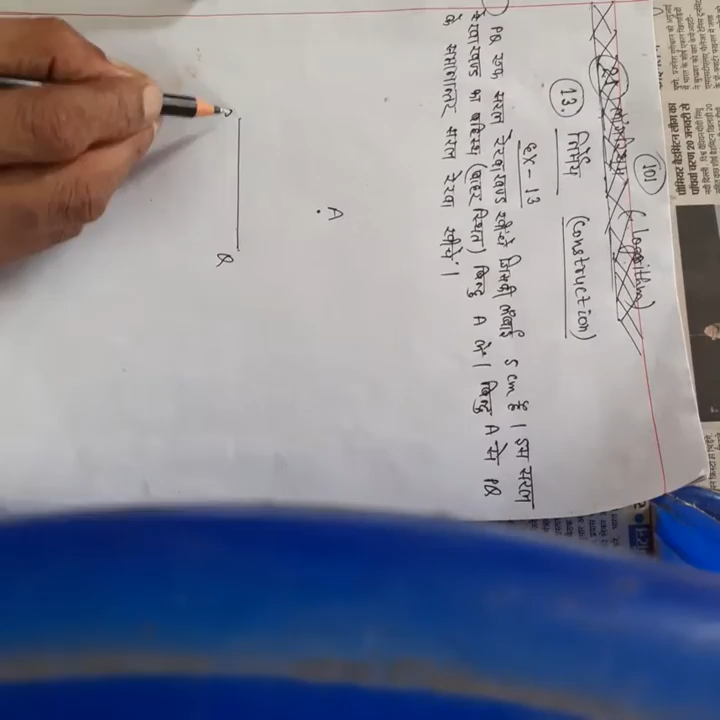 101
(Logarithm)
13. निर्मेय (Construction)
Ex - 13
PQ एक सरल रेखाखण्ड खींचें जिसकी लम्बाई 5 cm है। इस सरल
रेखाखण्ड का बहिस्थ (बाहर स्थित) बिन्दु A लें। बिन्दु A से PQ
के समानान्तर सरल रेखा खींचें।
A
Q